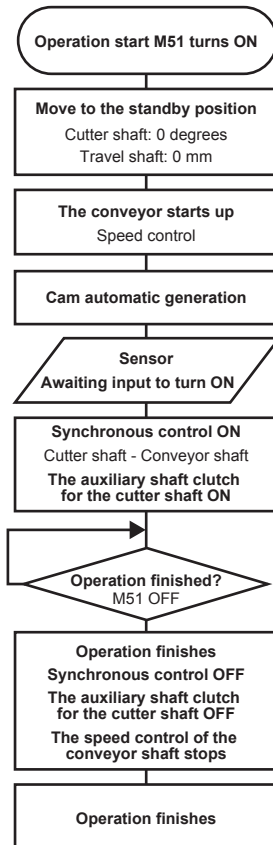 Operation start M51 turns ON
Move to the standby position
Cutter shaft: 0 degrees
Travel shaft: 0 mm
The conveyor starts up
Speed control
Cam automatic generation
Sensor
Awaiting input to turn ON
Synchronous control ON
Cutter shaft - Conveyor shaft
The auxiliary shaft clutch
for the cutter shaft ON
Operation finished?
M51 OFF
Operation finishes
Synchronous control OFF
The auxiliary shaft clutch
for the cutter shaft OFF
The speed control of the
conveyor shaft stops
Operation finishes